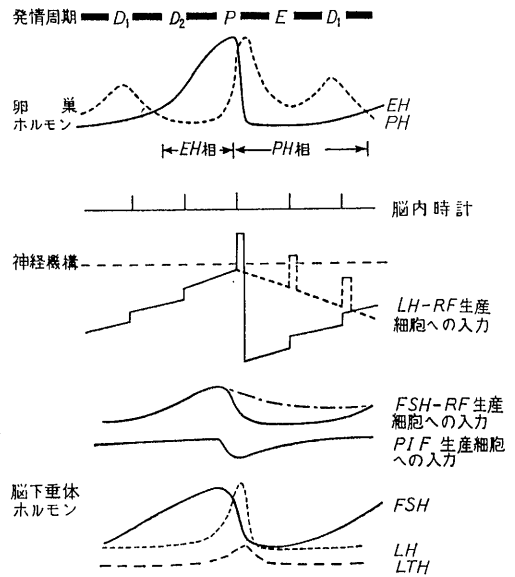 発情周期 D₁ D₂ P E D₁
卵巣
ホルモン
EH
PH
EH相 PH相
脳内時計
神経機構
LH-RF生産
細胞への入力
FSH-RF生産
細胞への入力
PIF生産細胞
への入力
脳下垂体
ホルモン
FSH
LH
LTH